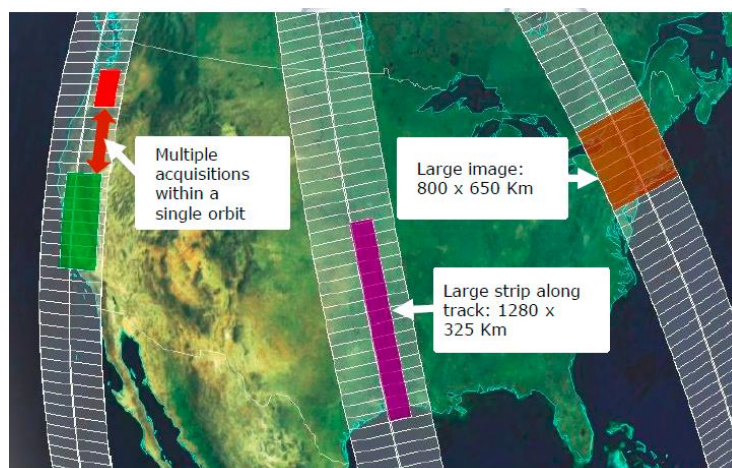 Multiple
acquisitions
within a
single orbit
Large image:
800 x 650 Km
Large strip along
track: 1280 x
325 Km